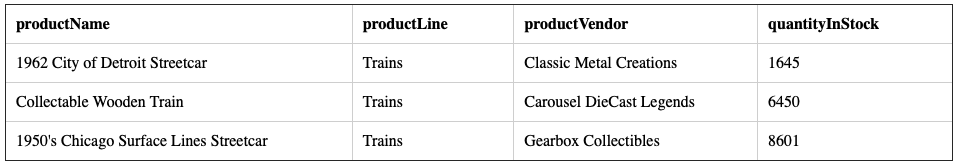 productName productLine productVendor quantityInStock
1962 City of Detroit Streetcar Trains Classic Metal Creations 1645
Collectable Wooden Train Trains Carousel DieCast Legends 6450
1950's Chicago Surface Lines Streetcar Trains Gearbox Collectibles 8601